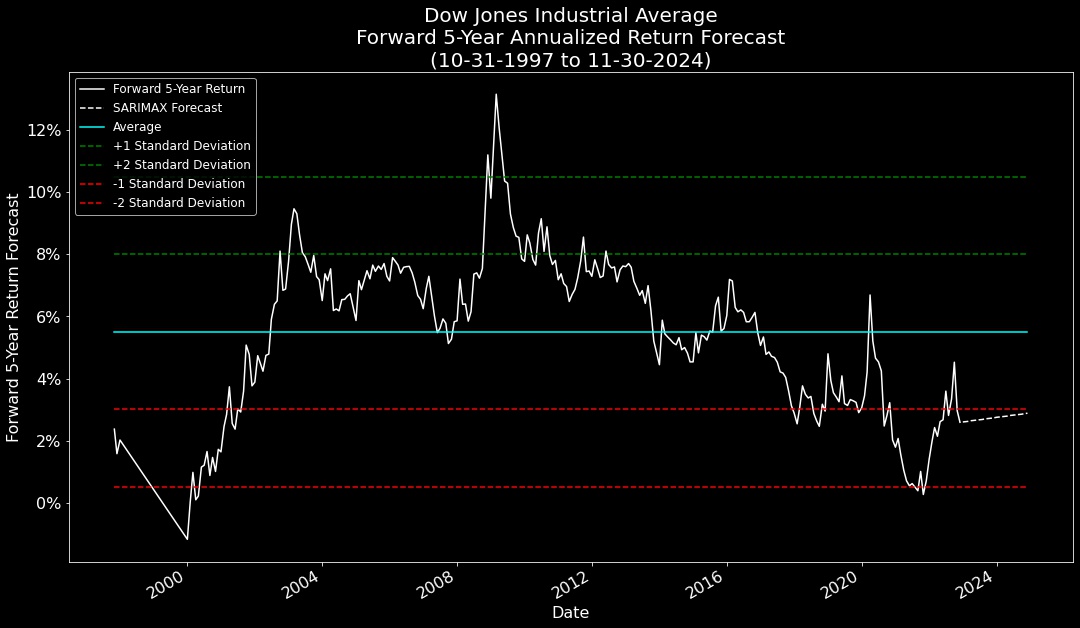 Dow Jones Industrial Average
Forward 5-Year Annualized Return Forecast
(10-31-1997 to 11-30-2024)
Forward 5-Year Return
SARIMAX Forecast
Average
+1 Standard Deviation
+2 Standard Deviation
-1 Standard Deviation
-2 Standard Deviation
Forward 5-Year Return Forecast
12%
10%
8%
6%
4%
2%
0%
2000
2004
2008
2012
2016
2020
2024
Date